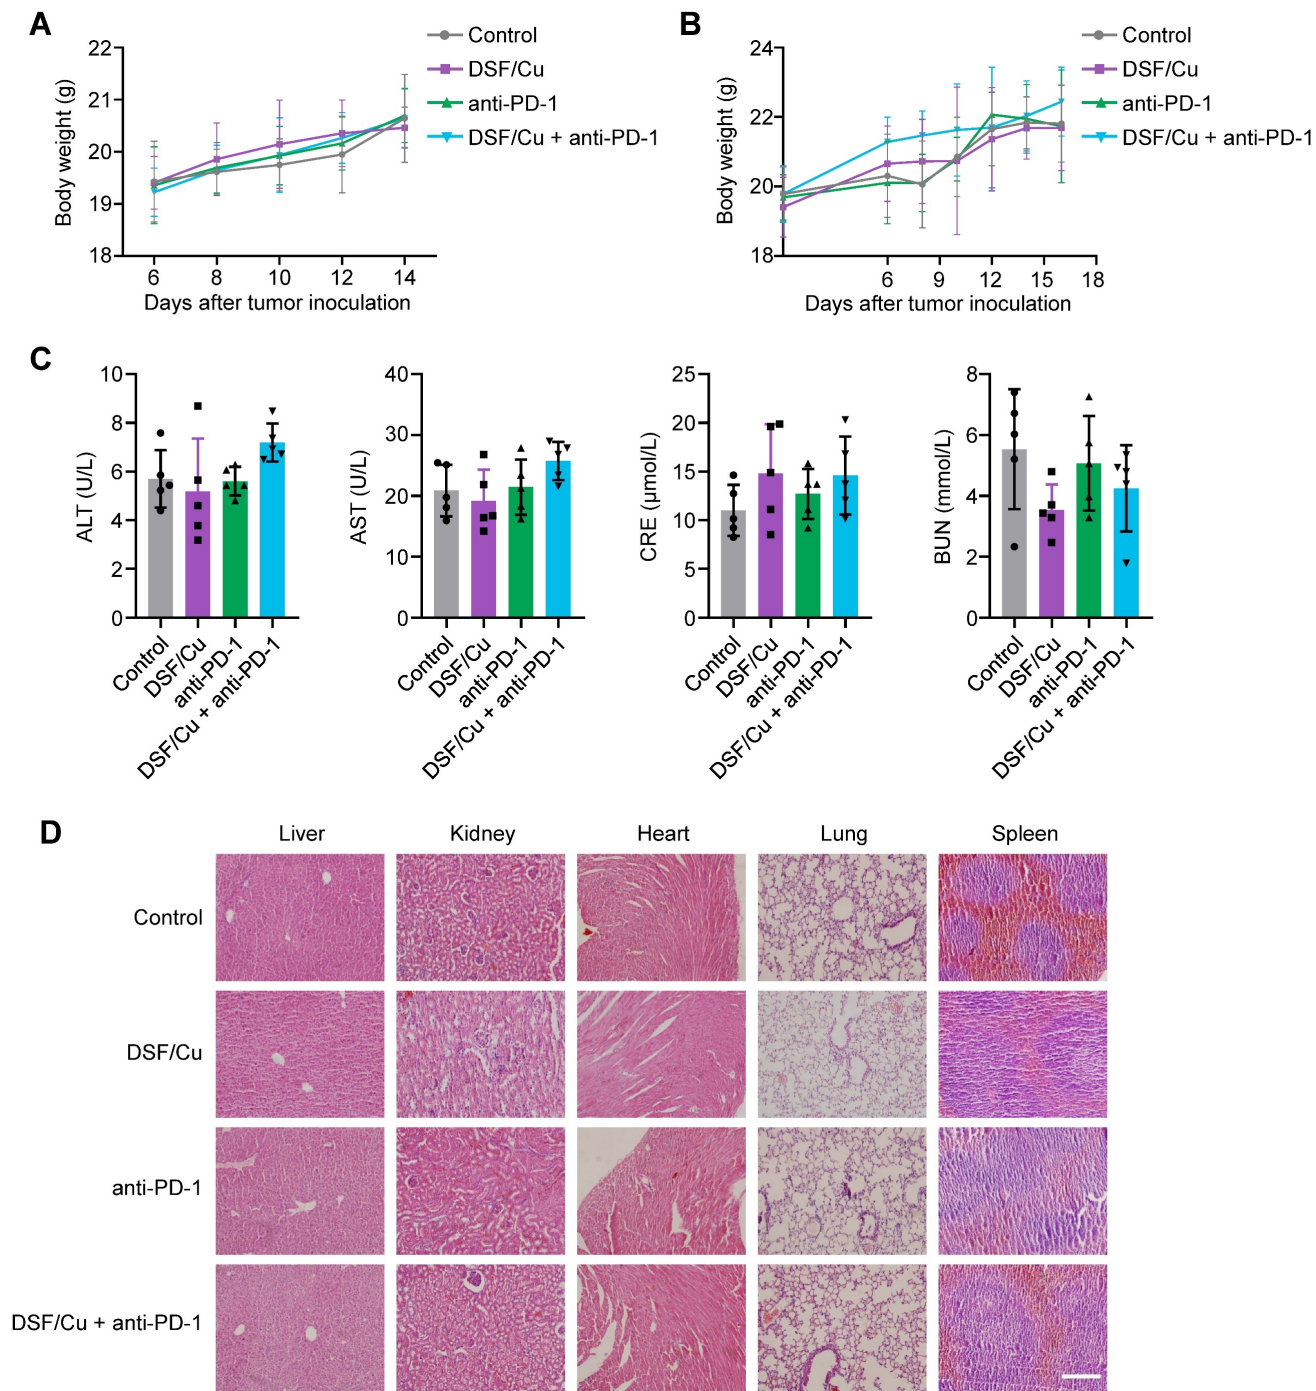 A
Body weight (g)
22
21
20
19
18
6 8 10 12 14
Days after tumor inoculation
Control
DSF/Cu
anti-PD-1
DSF/Cu + anti-PD-1
B
Body weight (g)
24
22
20
18
6 9 12 15 18
Days after tumor inoculation
Control
DSF/Cu
anti-PD-1
DSF/Cu + anti-PD-1
C
ALT (U/L)
10
8
6
4
2
0
Control
DSF/Cu
anti-PD-1
DSF/Cu + anti-PD-1
AST (U/L)
40
30
20
10
0
Control
DSF/Cu
anti-PD-1
DSF/Cu + anti-PD-1
CRE (μmol/L)
25
20
15
10
5
0
Control
DSF/Cu
anti-PD-1
DSF/Cu + anti-PD-1
BUN (mmol/L)
8
6
4
2
0
Control
DSF/Cu
anti-PD-1
DSF/Cu + anti-PD-1
D
Liver Kidney Heart Lung Spleen
Control
DSF/Cu
anti-PD-1
DSF/Cu + anti-PD-1